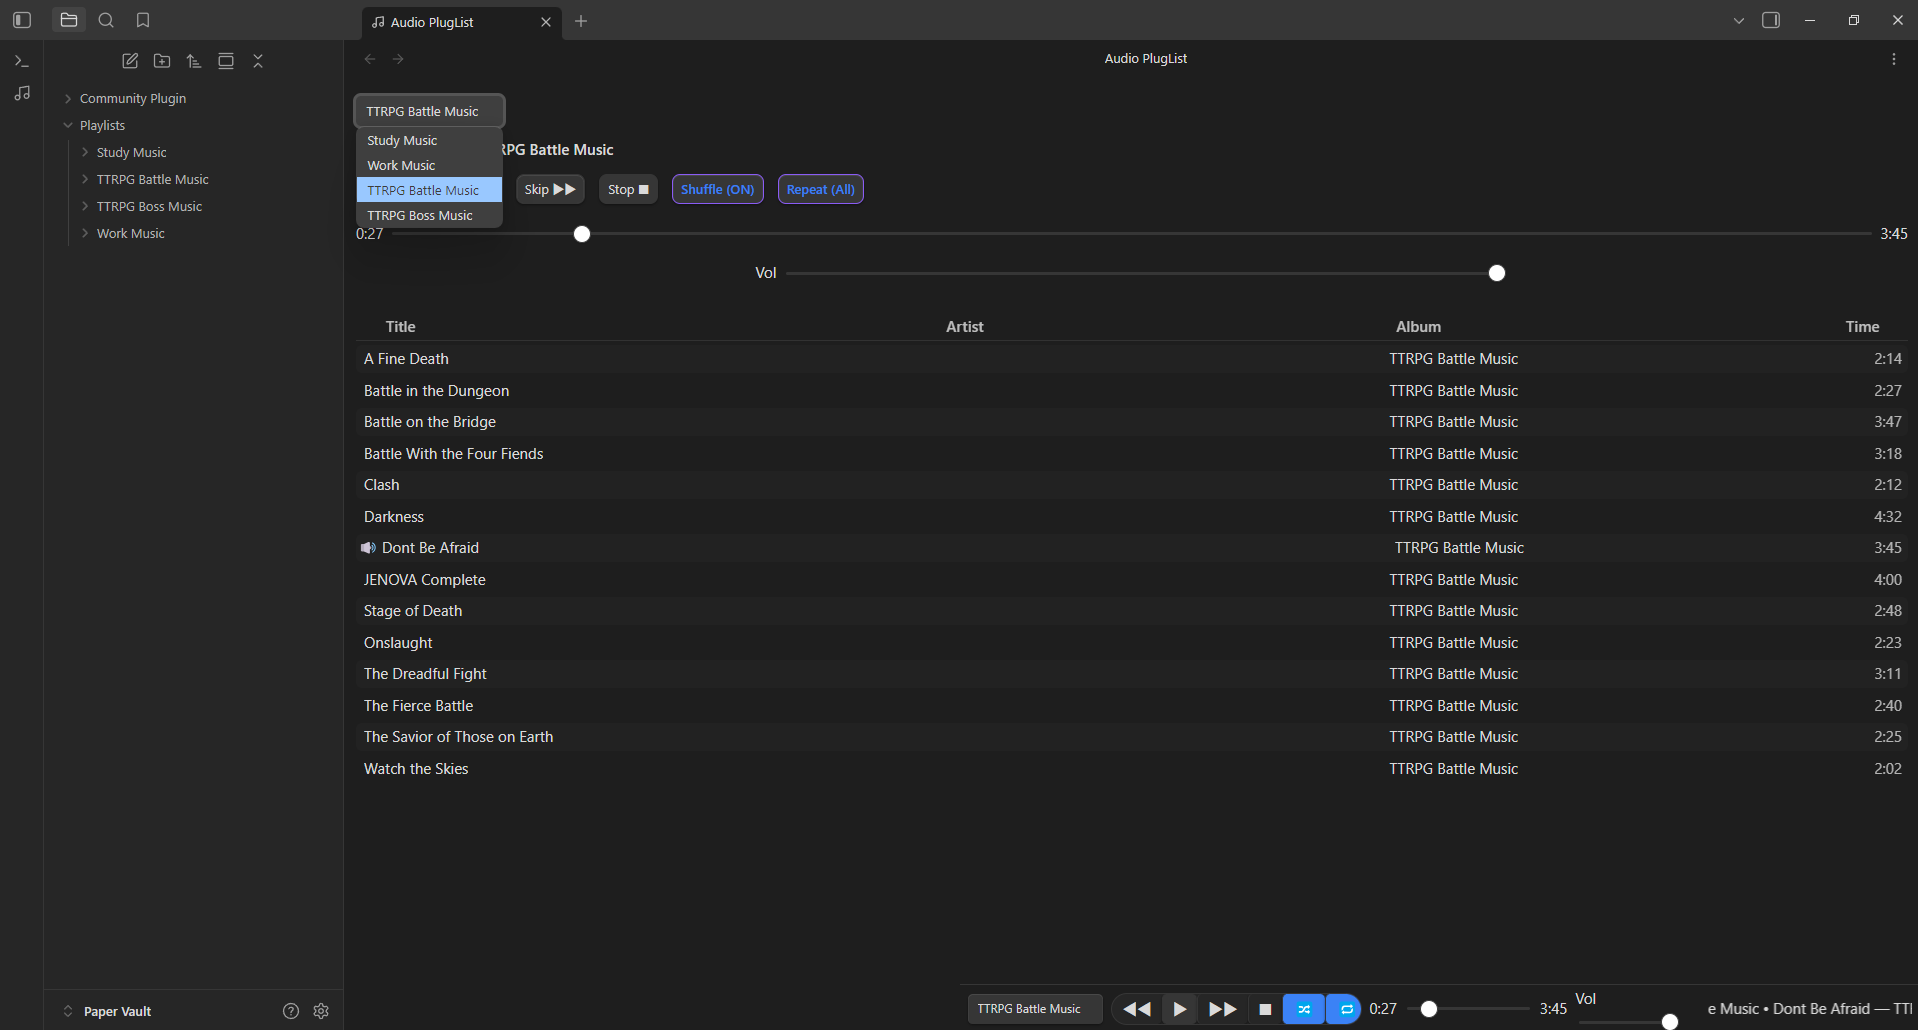 Audio PlugList
Audio PlugList
Community Plugin
Playlists
Study Music
TTRPG Battle Music
TTRPG Boss Music
Work Music
TTRPG Battle Music
Study Music
Work Music
TTRPG Battle Music
TTRPG Boss Music
RPG Battle Music
Skip Stop Shuffle (ON) Repeat (All)
0:27 3:45
Vol
Title Artist Album Time
A Fine Death TTRPG Battle Music 2:14
Battle in the Dungeon TTRPG Battle Music 2:27
Battle on the Bridge TTRPG Battle Music 3:47
Battle With the Four Fiends TTRPG Battle Music 3:18
Clash TTRPG Battle Music 2:12
Darkness TTRPG Battle Music 4:32
Dont Be Afraid TTRPG Battle Music 3:45
JENOVA Complete TTRPG Battle Music 4:00
Stage of Death TTRPG Battle Music 2:48
Onslaught TTRPG Battle Music 2:23
The Dreadful Fight TTRPG Battle Music 3:11
The Fierce Battle TTRPG Battle Music 2:40
The Savior of Those on Earth TTRPG Battle Music 2:25
Watch the Skies TTRPG Battle Music 2:02
Paper Vault
TTRPG Battle Music 0:27 3:45 Vol e Music • Dont Be Afraid — TT